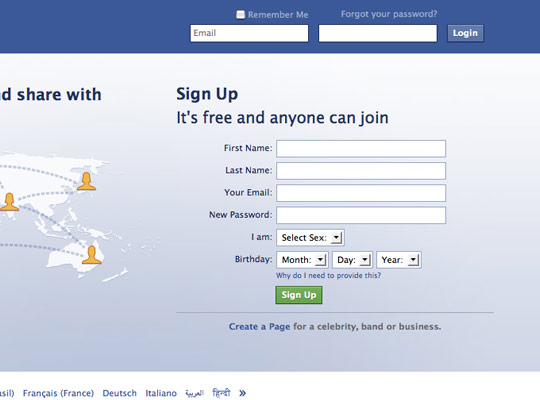 Remember Me Forgot your password?
Email Login
nd share with
Sign Up
It's free and anyone can join
First Name:
Last Name:
Your Email:
New Password:
I am: Select Sex:
Birthday: Month: Day: Year:
Why do I need to provide this?
Sign Up
Create a Page for a celebrity, band or business.
asil) Français (France) Deutsch Italiano العربية हिन्दी »